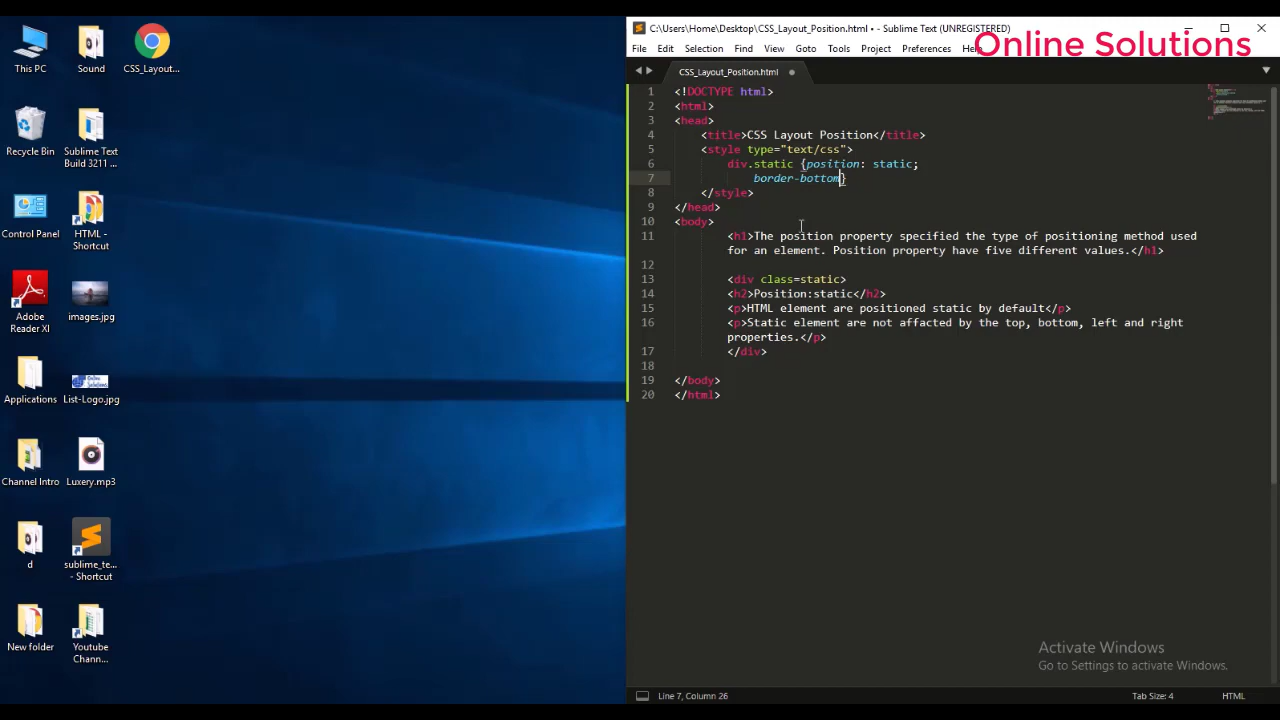 This PC
Sound
CSS_Layout...
Recycle Bin
Sublime Text
Build 3211 ...
Control Panel
HTML -
Shortcut
Adobe
Reader XI
images.jpg
Applications
List-Logo.jpg
Channel Intro
Luxery.mp3
d
sublime_te...
- Shortcut
New folder
Youtube
Chann...
C:\Users\Home\Desktop\CSS_Layout_Position.html • - Sublime Text (UNREGISTERED)
Online Solutions
File Edit Selection Find View Goto Tools Project Preferences Help
CSS_Layout_Position.html
1 <!DOCTYPE html>
2 <html>
3 <head>
4 <title>CSS Layout Position</title>
5 <style type="text/css">
6 div.static {position: static;
7 border-bottom}
8 </style>
9 </head>
10 <body>
11 <h1>The position property specified the type of positioning method used
for an element. Position property have five different values.</h1>
12
13 <div class=static>
14 <h2>Position:static</h2>
15 <p>HTML element are positioned static by default</p>
16 <p>Static element are not affacted by the top, bottom, left and right
properties.</p>
17 </div>
18
19 </body>
20 </html>
Activate Windows
Go to Settings to activate Windows.
Line 7, Column 26
Tab Size: 4
HTML